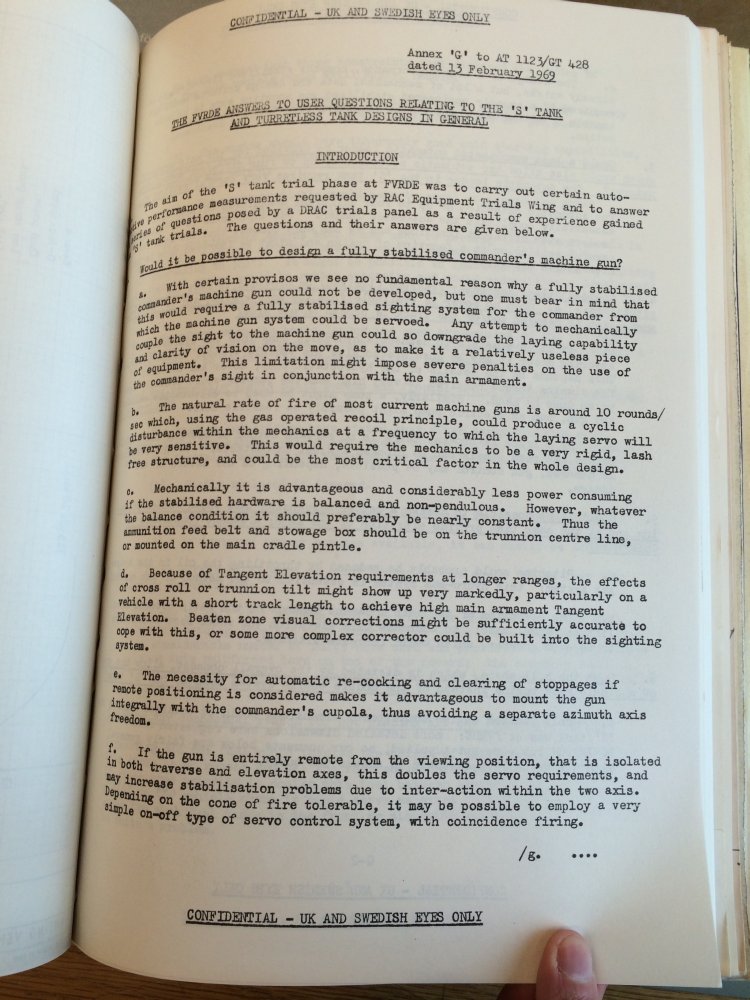 CONFIDENTIAL - UK AND SWEDISH EYES ONLY
Annex 'G' to AT 1123/GT 428
dated 13 February 1969
THE FVRDE ANSWERS TO USER QUESTIONS RELATING TO THE 'S' TANK
AND TURRETLESS TANK DESIGNS IN GENERAL
INTRODUCTION
The aim of the 'S' tank trial phase at FVRDE was to carry out certain auto-
performance measurements requested by RAC Equipment Trials Wing and to answer
series of questions posed by a DRAC trials panel as a result of experience gained
'S' tank trials. The questions and their answers are given below.
Would it be possible to design a fully stabilised commander's machine gun?
a. With certain provisos we see no fundamental reason why a fully stabilised
commander's machine gun could not be developed, but one must bear in mind that
this would require a fully stabilised sighting system for the commander from
which the machine gun system could be servoed. Any attempt to mechanically
couple the sight to the machine gun could so downgrade the laying capability
and clarity of vision on the move, as to make it a relatively useless piece
of equipment. This limitation might impose severe penalties on the use of
the commander's sight in conjunction with the main armament.
b. The natural rate of fire of most current machine guns is around 10 rounds/
sec which, using the gas operated recoil principle, could produce a cyclic
disturbance within the mechanics at a frequency to which the laying servo will
be very sensitive. This would require the mechanics to be a very rigid, lash
free structure, and could be the most critical factor in the whole design.
c. Mechanically it is advantageous and considerably less power consuming
if the stabilised hardware is balanced and non-pendulous. However, whatever
the balance condition it should preferably be nearly constant. Thus the
ammunition feed belt and stowage box should be on the trunnion centre line,
or mounted on the main cradle pintle.
d. Because of Tangent Elevation requirements at longer ranges, the effects
of cross roll or trunnion tilt might show up very markedly, particularly on a
vehicle with a short track length to achieve high main armament Tangent
Elevation. Beaten zone visual corrections might be sufficiently accurate to
cope with this, or some more complex corrector could be built into the sighting
system.
e. The necessity for automatic re-cocking and clearing of stoppages if
remote positioning is considered makes it advantageous to mount the gun
integrally with the commander's cupola, thus avoiding a separate azimuth axis
freedom.
f. If the gun is entirely remote from the viewing position, that is isolated
in both traverse and elevation axes, this doubles the servo requirements, and
may increase stabilisation problems due to inter-action within the two axis.
Depending on the cone of fire tolerable, it may be possible to employ a very
simple on-off type of servo control system, with coincidence firing.
/g. ....
CONFIDENTIAL - UK AND SWEDISH EYES ONLY